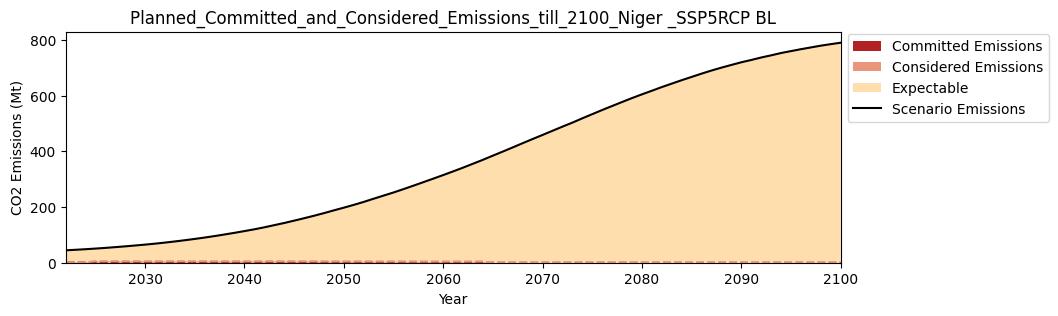 Planned_Committed_and_Considered_Emissions_till_2100_Niger _SSP5RCP BL
Committed Emissions
Considered Emissions
Expectable
Scenario Emissions
CO2 Emissions (Mt)
800
600
400
200
0
2030 2040 2050 2060 2070 2080 2090 2100
Year